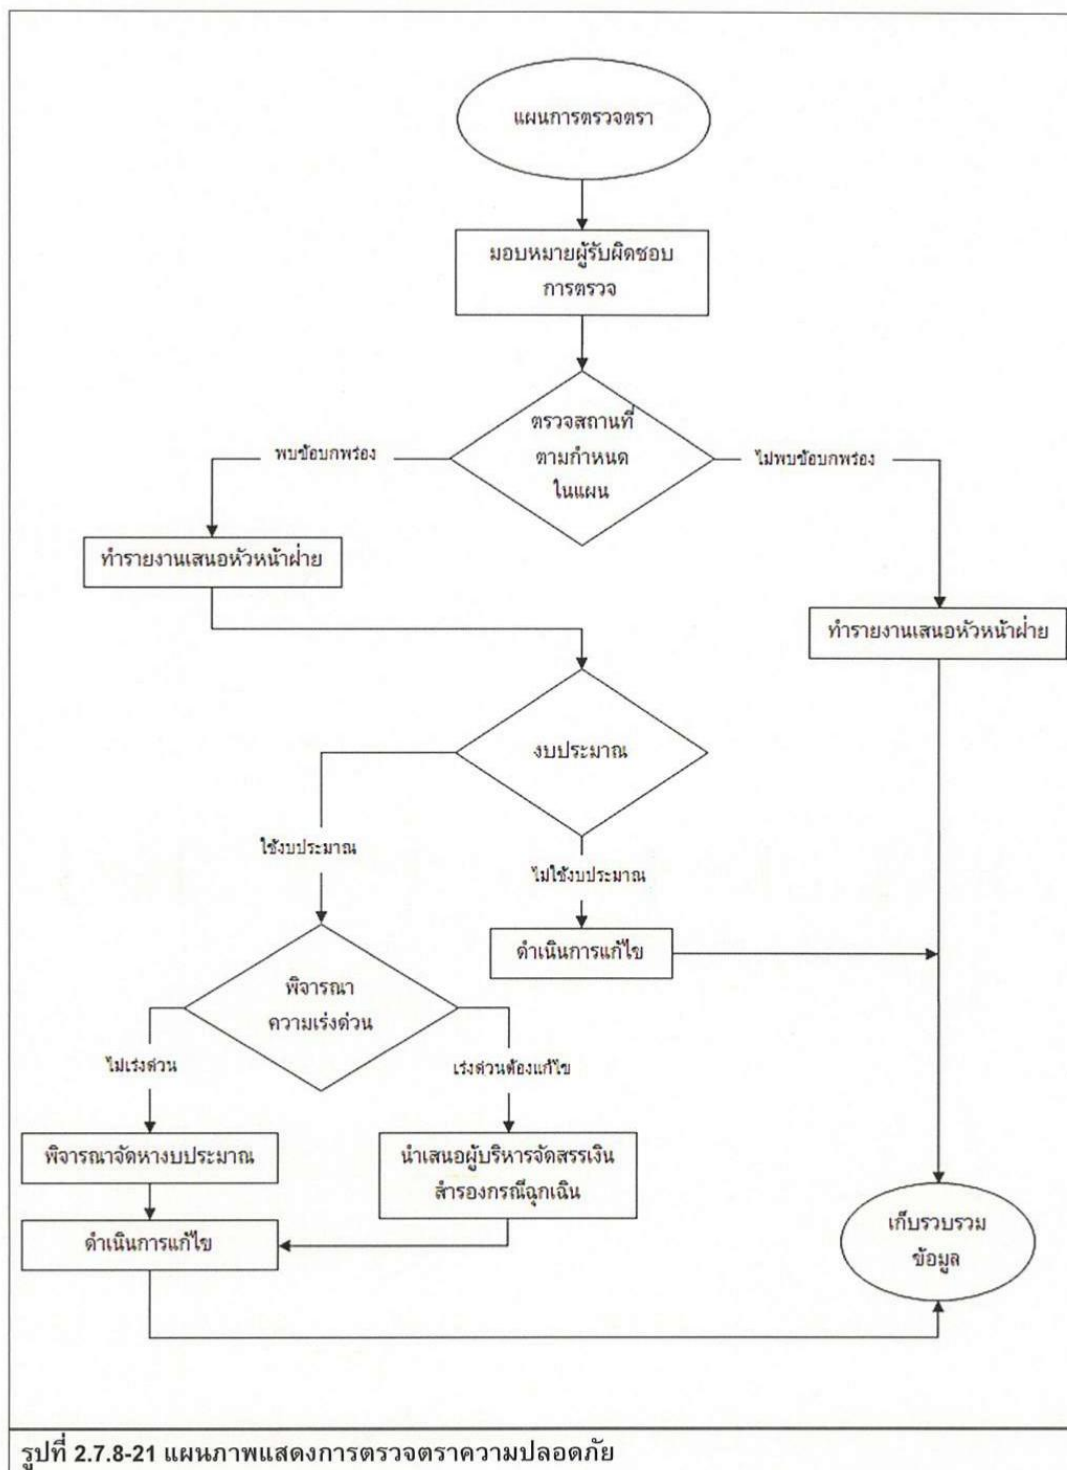 แผนการตรวจตรา
มอบหมายผู้รับผิดชอบ
การตรวจ
ตรวจสถานที่
ตามกำหนด
ในแผน
พบข้อบกพร่อง
ไม่พบข้อบกพร่อง
ทำรายงานเสนอหัวหน้าฝ่าย
ทำรายงานเสนอหัวหน้าฝ่าย
งบประมาณ
ใช้งบประมาณ
ไม่ใช้งบประมาณ
ดำเนินการแก้ไข
พิจารณา
ความเร่งด่วน
ไม่เร่งด่วน
เร่งด่วนต้องแก้ไข
พิจารณาจัดหางบประมาณ
นำเสนอผู้บริหารจัดสรรเงิน
สำรองกรณีฉุกเฉิน
ดำเนินการแก้ไข
เก็บรวบรวม
ข้อมูล
รูปที่ 2.7.8-21 แผนภาพแสดงการตรวจตราความปลอดภัย